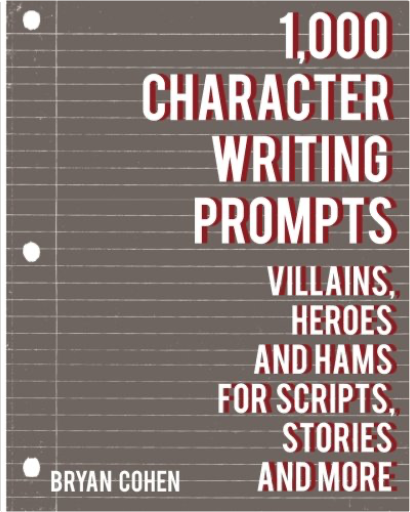 1,000
CHARACTER
WRITING
PROMPTS
VILLAINS,
HEROES
AND HAMS
FOR SCRIPTS,
STORIES
AND MORE
BRYAN COHEN